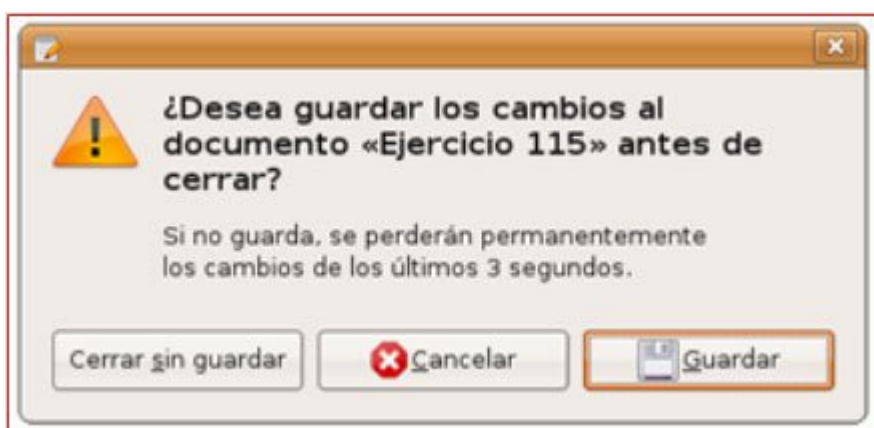 ¿Desea guardar los cambios al
documento «Ejercicio 115» antes de
cerrar?
Si no guarda, se perderán permanentemente
los cambios de los últimos 3 segundos.
Cerrar sin guardar
Cancelar
Guardar